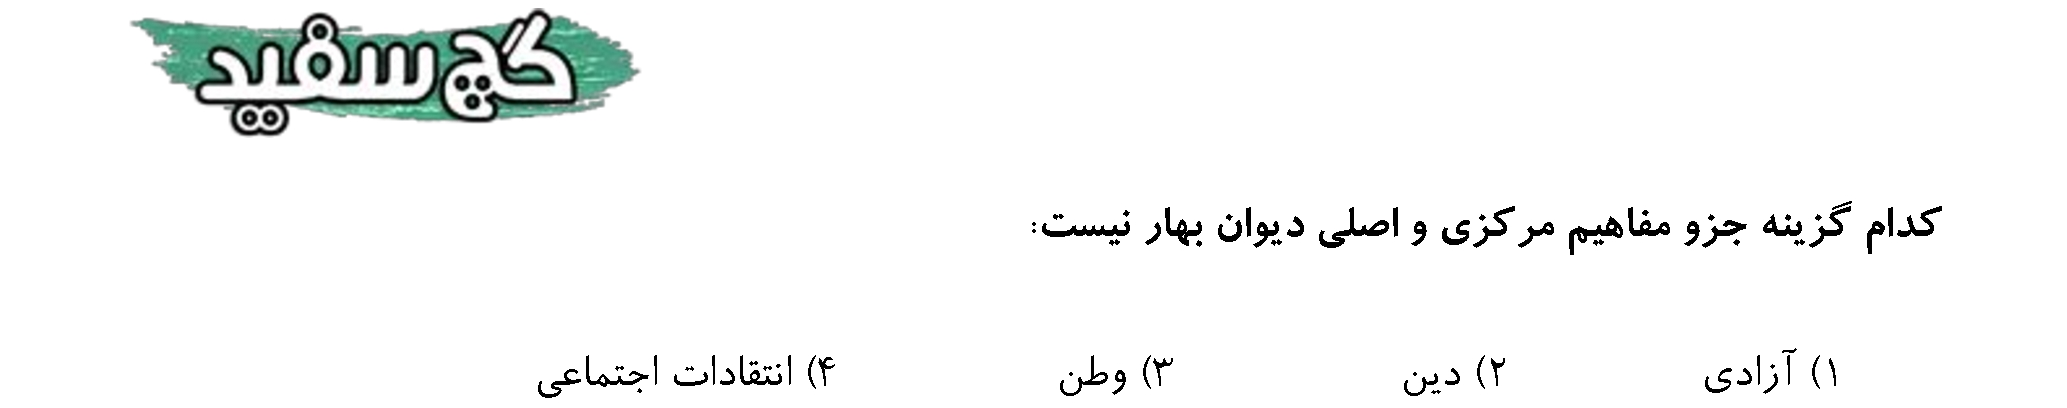 گچ سفید
کدام گزینه جزو مفاهیم مرکزی و اصلی دیوان بهار نیست:
۱) آزادی ۲) دین ۳) وطن ۴) انتقادات اجتماعی